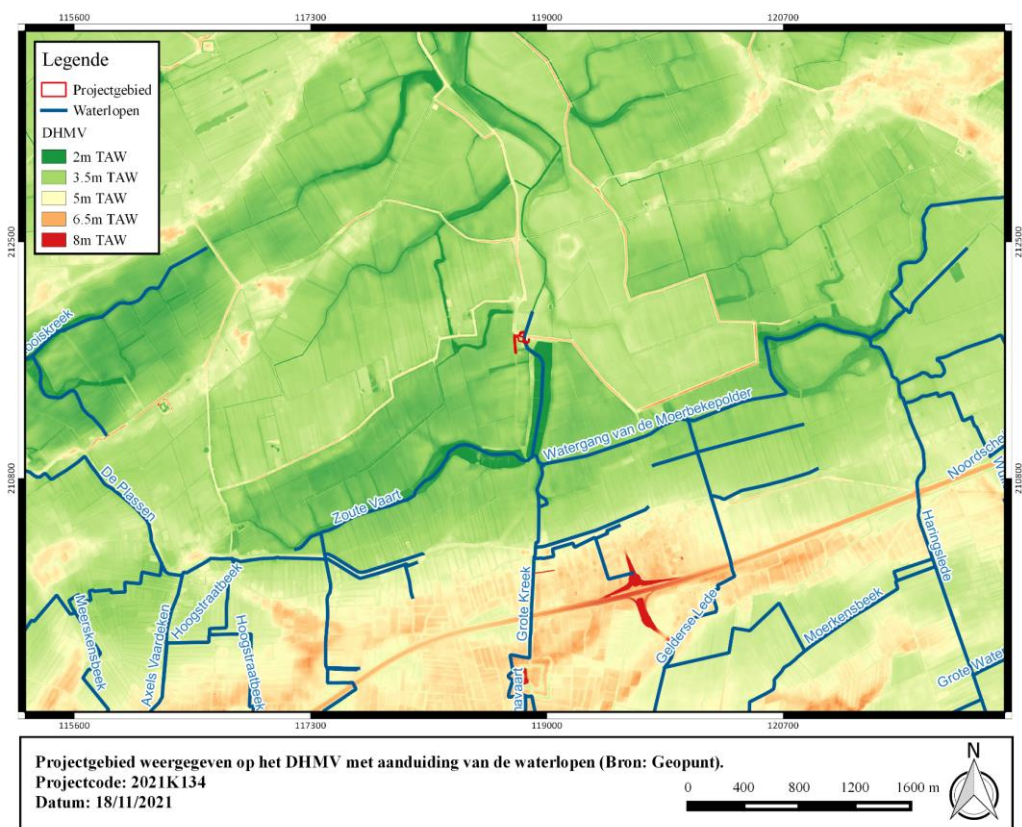 115600 117300 119000 120700
Legende
Projectgebied
Waterlopen
DHMV
2m TAW
3.5m TAW
5m TAW
6.5m TAW
8m TAW
212500 212500
210800 210800
Watergang van de Moerbekepolder
Zoute Vaart
De Plassen
Meerskensbeek
Axels Vaardeken
Hoogstraatbeek
Hoogstraatbeek
Grote Kreek
Gelderse Lede
Moerkensbeek
Haringslede
115600 117300 119000 120700
Projectgebied weergegeven op het DHMV met aanduiding van de waterlopen (Bron: Geopunt).
Projectcode: 2021K134
Datum: 18/11/2021
0 400 800 1200 1600 m
N